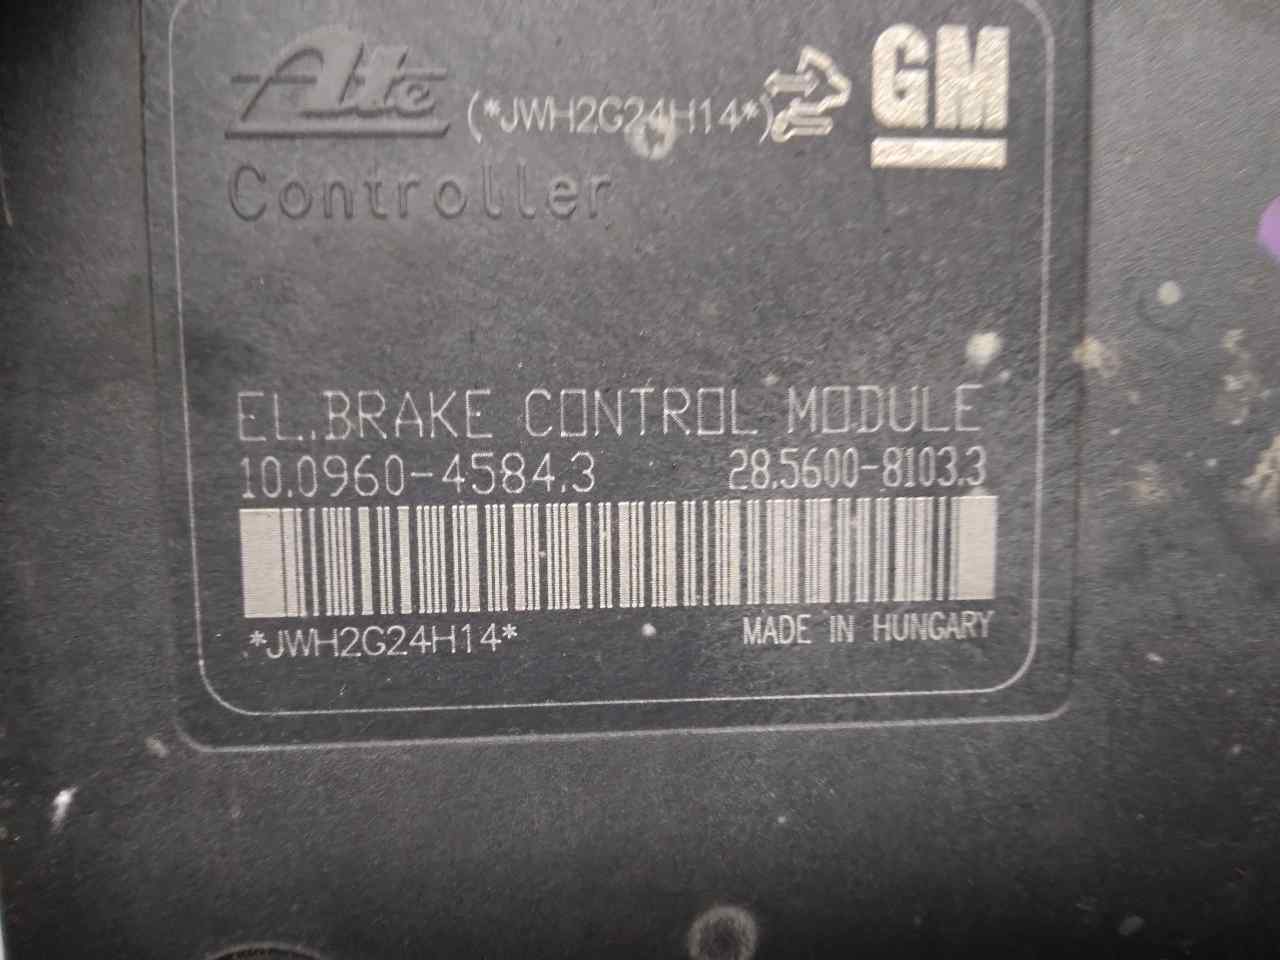 Ate (*JWH2G24H14*) GM
Controller
EL.BRAKE CONTROL MODULE
10.0960-4584.3 28.5600-8103.3
*JWH2G24H14* MADE IN HUNGARY